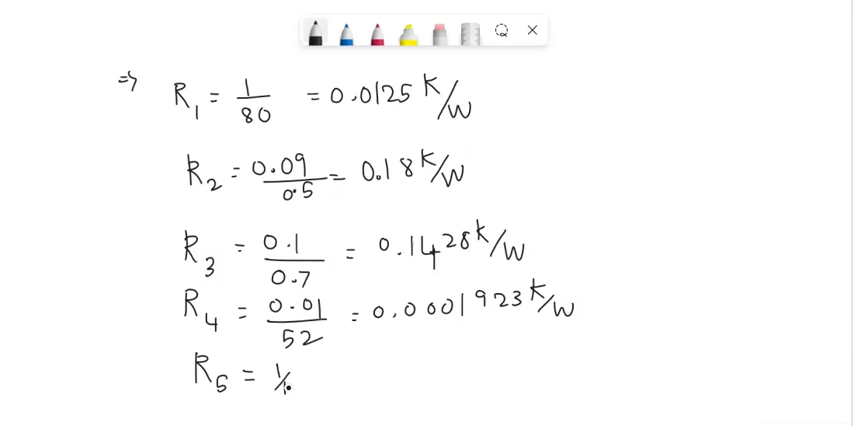 ⇒ R₁ = 1/80 = 0.0125 K/W
R₂ = 0.09/0.5 = 0.18 K/W
R₃ = 0.1/0.7 = 0.1428 K/W
R₄ = 0.01/52 = 0.0001923 K/W
R₅ = 1/